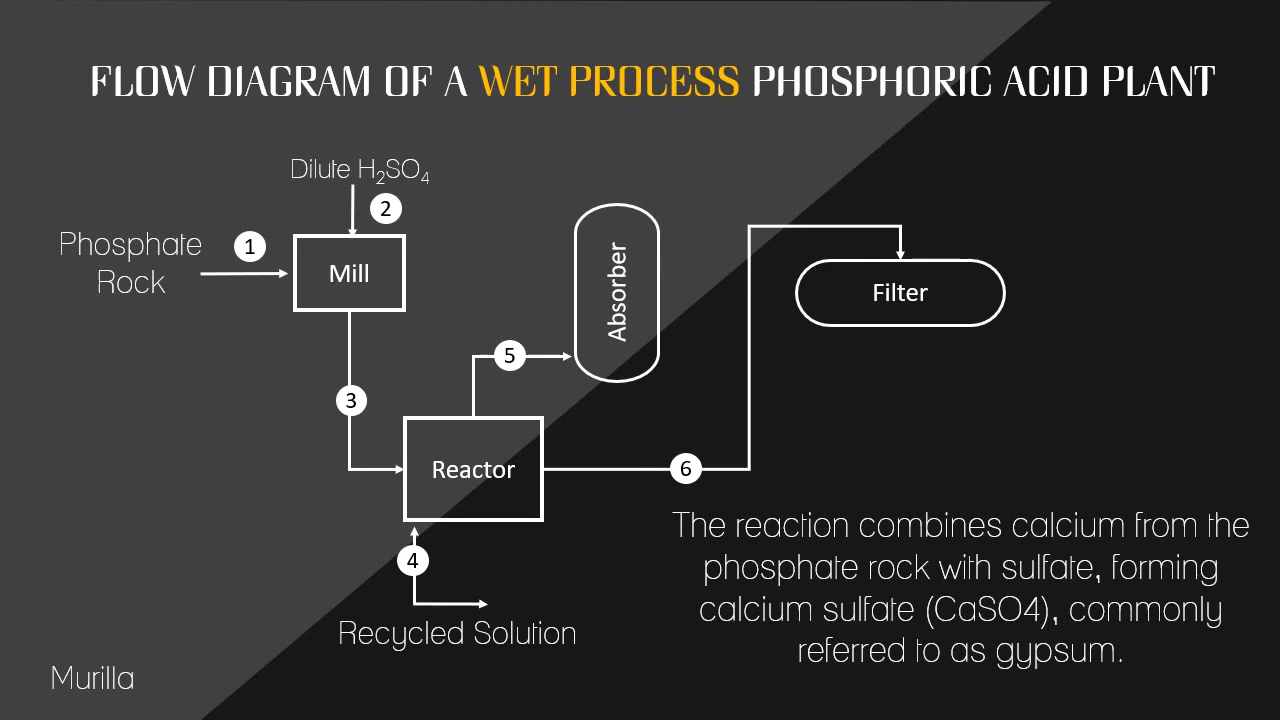 FLOW DIAGRAM OF A WET PROCESS PHOSPHORIC ACID PLANT
Dilute H₂SO₄
2
Phosphate
Rock
1
Mill
Absorber
Filter
5
3
Reactor
6
4
Recycled Solution
The reaction combines calcium from the
phosphate rock with sulfate, forming
calcium sulfate (CaSO4), commonly
referred to as gypsum.
Murilla